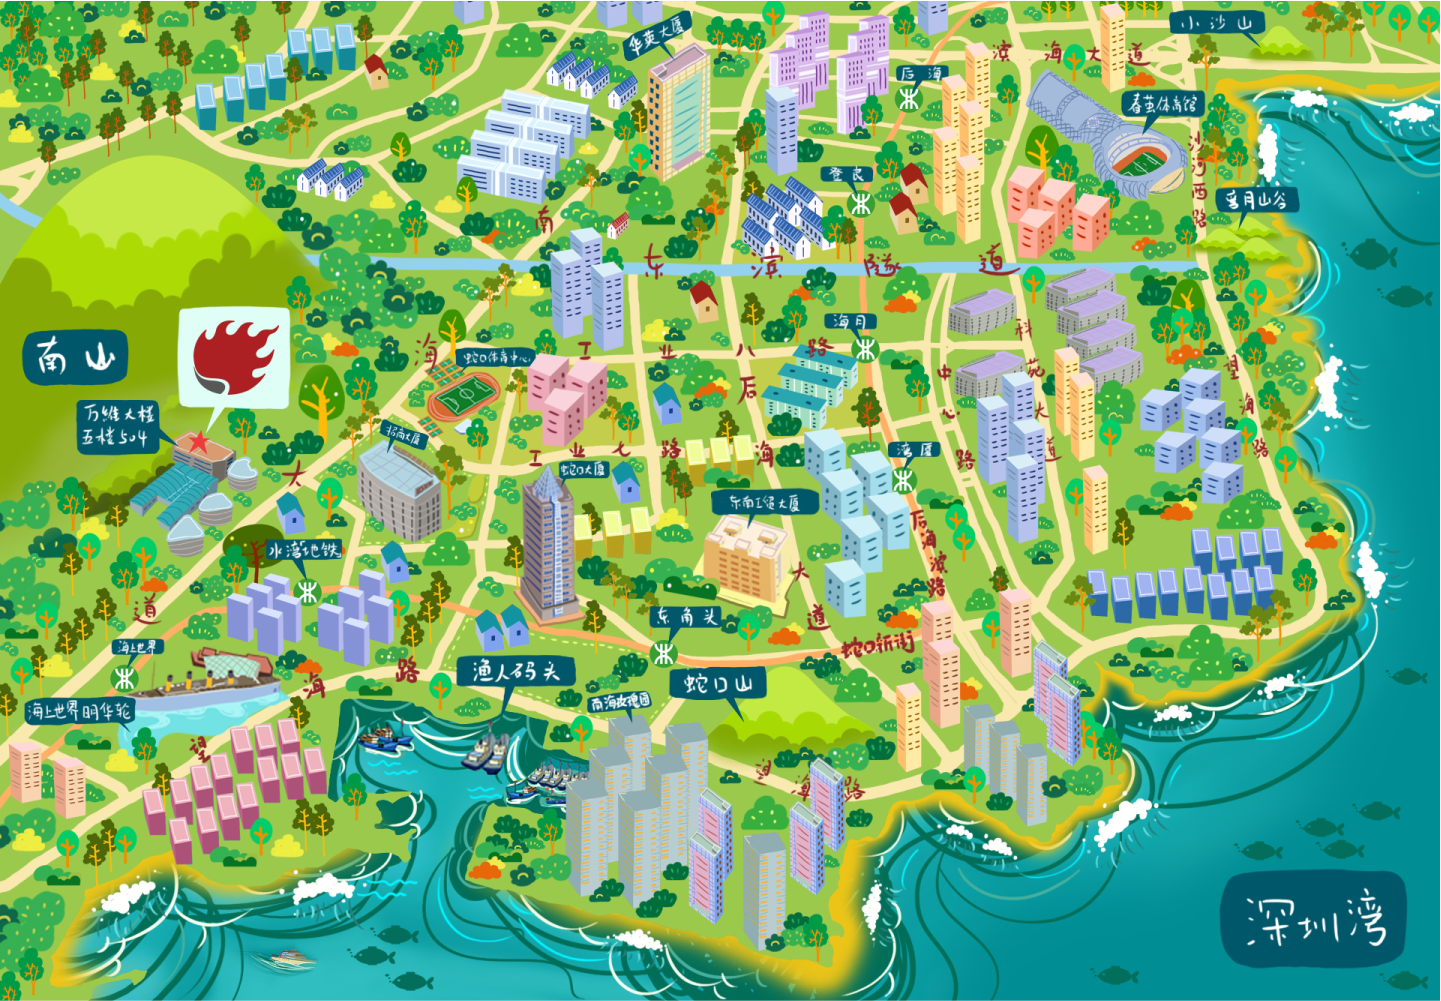 小沙山
华英大厦
滨海大道
后海
春茧体育馆
沙河西路
登良
弯月山谷
南
东滨隧道
海月
科苑大道
南山
海
工业八路
蛇口体育中心
后
中心路
望海路
万维大楼
五楼504
招商大厦
工业七路
海
蛇口大厦
湾厦
大
东南工贸大厦
后海滨路
水湾地铁
大
道
东角头
道
蛇口新街
海上世界
渔人码头
蛇口山
海
路
海上世界明华轮
南海玫瑰园
望
望海路
深圳湾